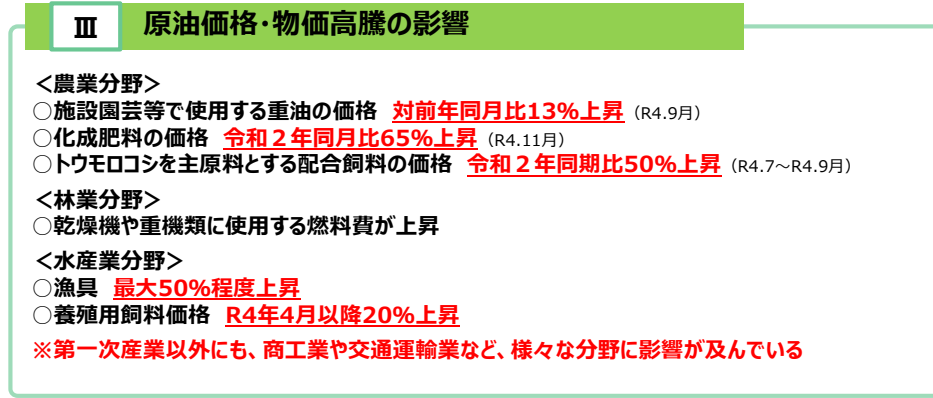 Ⅲ 原油価格・物価高騰の影響
＜農業分野＞
○施設園芸等で使用する重油の価格 対前年同月比13%上昇（R4.9月）
○化成肥料の価格 令和２年同月比65%上昇（R4.11月）
○トウモロコシを主原料とする配合飼料の価格 令和２年同期比50%上昇（R4.7～R4.9月）
＜林業分野＞
○乾燥機や重機類に使用する燃料費が上昇
＜水産業分野＞
○漁具 最大50%程度上昇
○養殖用飼料価格 R4年4月以降20%上昇
※第一次産業以外にも、商工業や交通運輸業など、様々な分野に影響が及んでいる